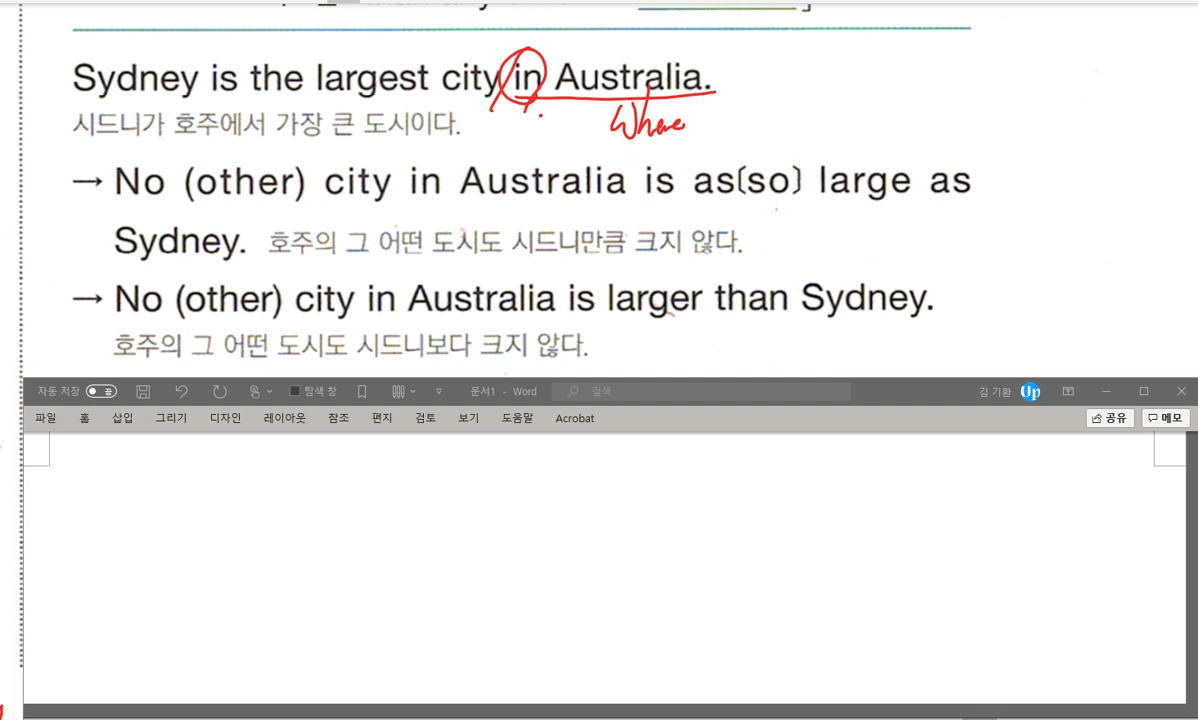 Sydney is the largest city in Australia.
시드니가 호주에서 가장 큰 도시이다.
Where
→ No (other) city in Australia is as(so) large as
Sydney. 호주의 그 어떤 도시도 시드니만큼 크지 않다.
→ No (other) city in Australia is larger than Sydney.
호주의 그 어떤 도시도 시드니보다 크지 않다.
자동 저장 끔 탐색 창 문서1 - Word 검색 김 기환 Up
파일 홈 삽입 그리기 디자인 레이아웃 참조 편지 검토 보기 도움말 Acrobat 공유 메모